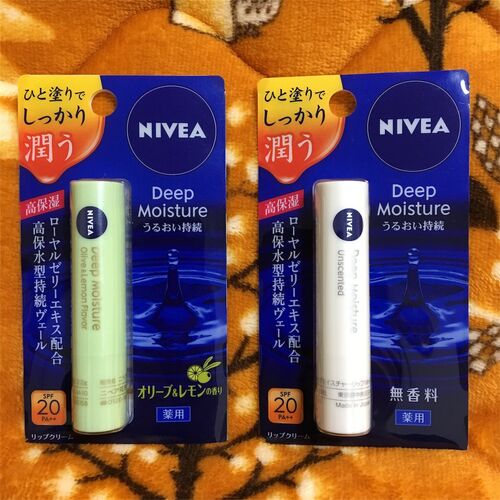 ひと塗りで
しっかり
潤う
高保湿
ローヤルゼリーエキス配合
高保水型持続ヴェール
NIVEA
Deep
Moisture
うるおい持続
NIVEA
Deep Moisture
Olive&Lemon Flavor
オリーブ&レモンの香り
SPF
20
PA++
薬用
リップクリーム
ひと塗りで
しっかり
潤う
高保湿
ローヤルゼリーエキス配合
高保水型持続ヴェール
NIVEA
Deep
Moisture
うるおい持続
NIVEA
Deep Moisture
Unscented
無香料
SPF
20
PA++
薬用
リップクリーム